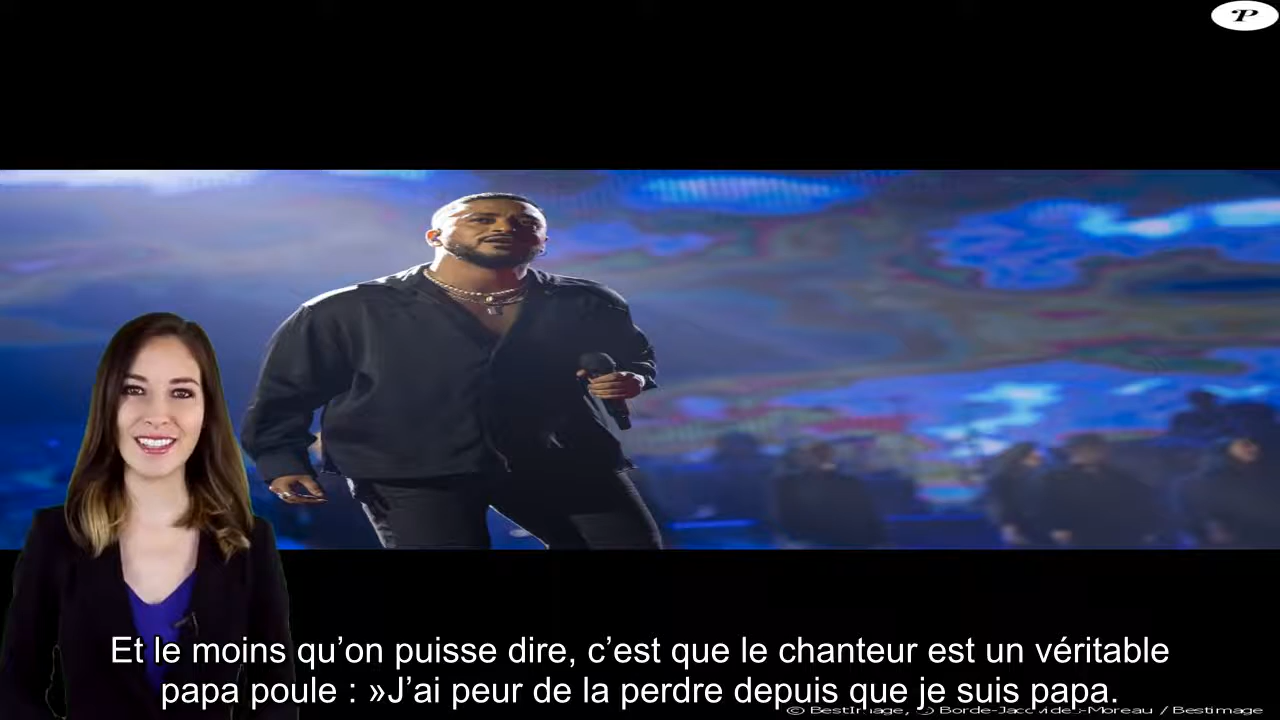 P
Et le moins qu’on puisse dire, c’est que le chanteur est un véritable
papa poule : »J’ai peur de la perdre depuis que je suis papa.
© BestImage, Moreau / Bestimage